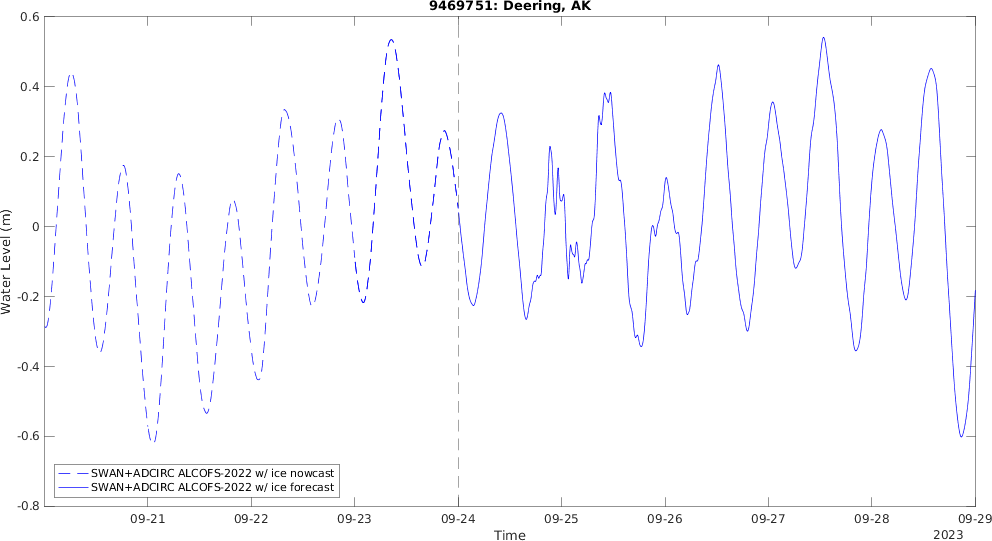 9469751: Deering, AK
0.6
0.4
0.2
0
-0.2
-0.4
-0.6
-0.8
Water Level (m)
SWAN+ADCIRC ALCOFS-2022 w/ ice nowcast
SWAN+ADCIRC ALCOFS-2022 w/ ice forecast
09-21 09-22 09-23 09-24 09-25 09-26 09-27 09-28 09-29
Time
2023